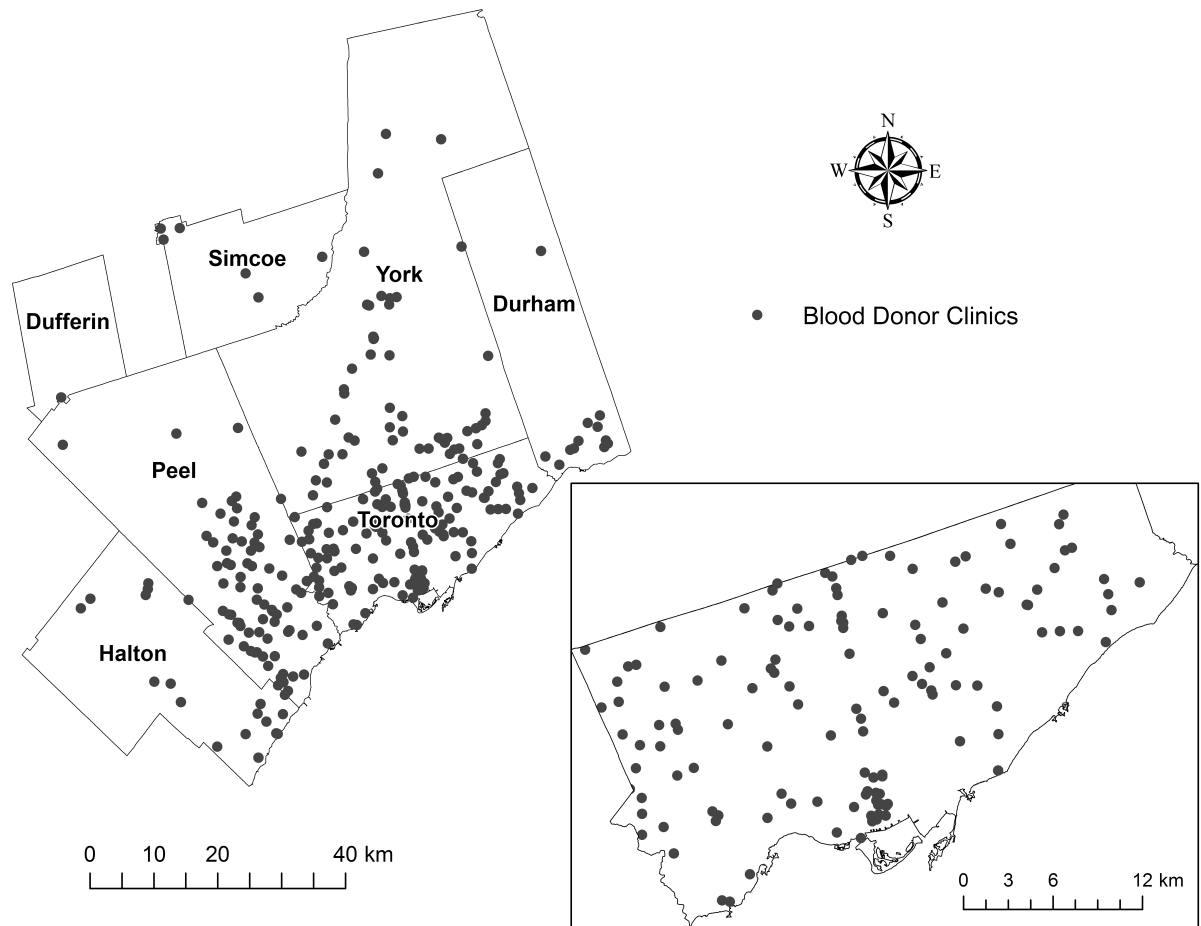 N
W E
S
Simcoe
York
Dufferin
Durham
Blood Donor Clinics
Peel
Toronto
Halton
0 10 20 40 km
0 3 6 12 km